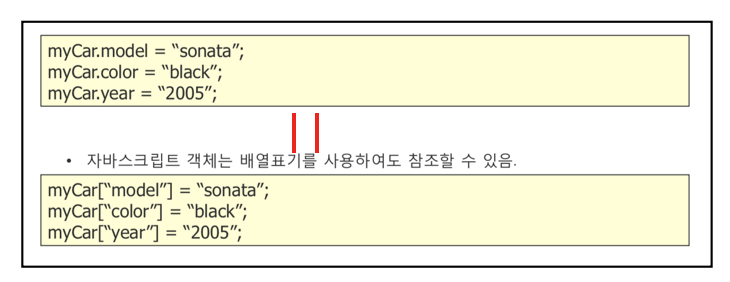 myCar.model = “sonata”;
myCar.color = “black”;
myCar.year = “2005”;
• 자바스크립트 객체는 배열표기를 사용하여도 참조할 수 있음.
myCar[“model”] = “sonata”;
myCar[“color”] = “black”;
myCar[“year”] = “2005”;